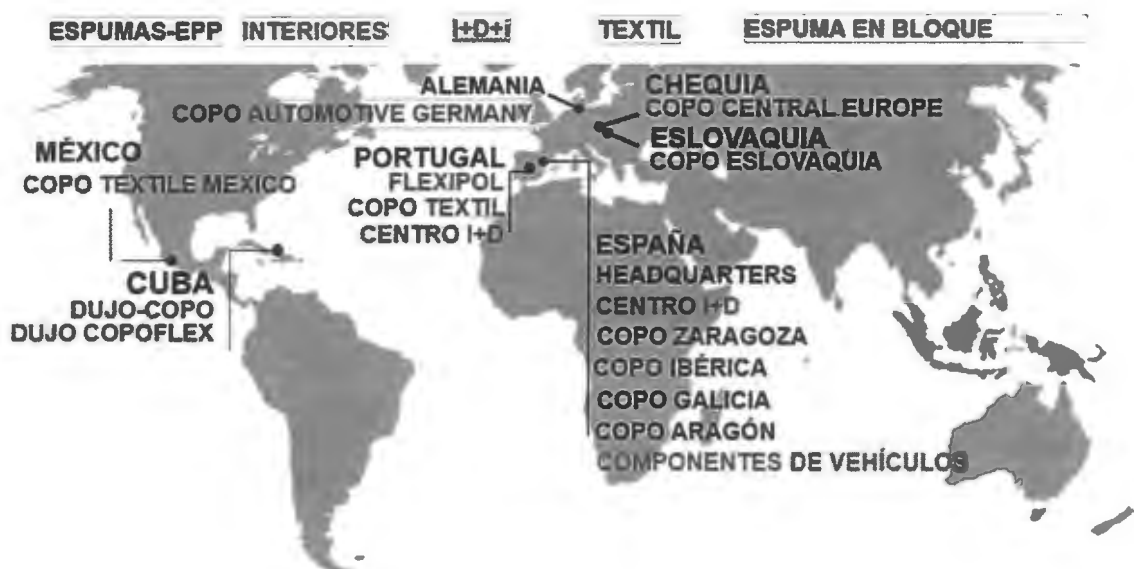 ESPUMAS-EPP INTERIORES I+D+i TEXTIL ESPUMA EN BLOQUE
ALEMANIA
COPO AUTOMOTIVE GERMANY
CHEQUIA
COPO CENTRAL EUROPE
ESLOVAQUIA
COPO ESLOVAQUIA
MÉXICO
COPO TEXTILE MEXICO
PORTUGAL
FLEXIPOL
COPO TEXTIL
CENTRO I+D
CUBA
DUJO-COPO
DUJO COPOFLEX
ESPAÑA
HEADQUARTERS
CENTRO I+D
COPO ZARAGOZA
COPO IBÉRICA
COPO GALICIA
COPO ARAGÓN
COMPONENTES DE VEHÍCULOS